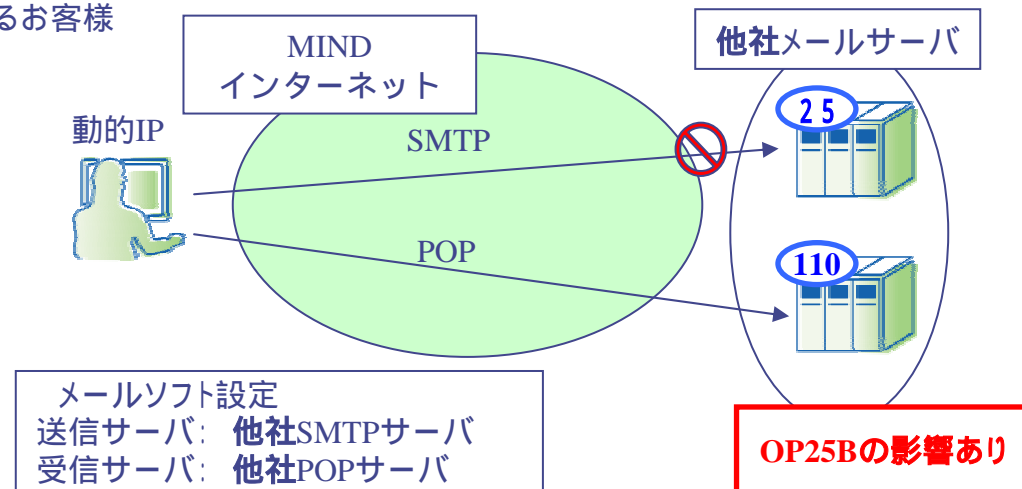 るお客様
MIND
インターネット
他社メールサーバ
動的IP
SMTP
25
POP
110
メールソフト設定
送信サーバ: 他社SMTPサーバ
受信サーバ: 他社POPサーバ
OP25Bの影響あり